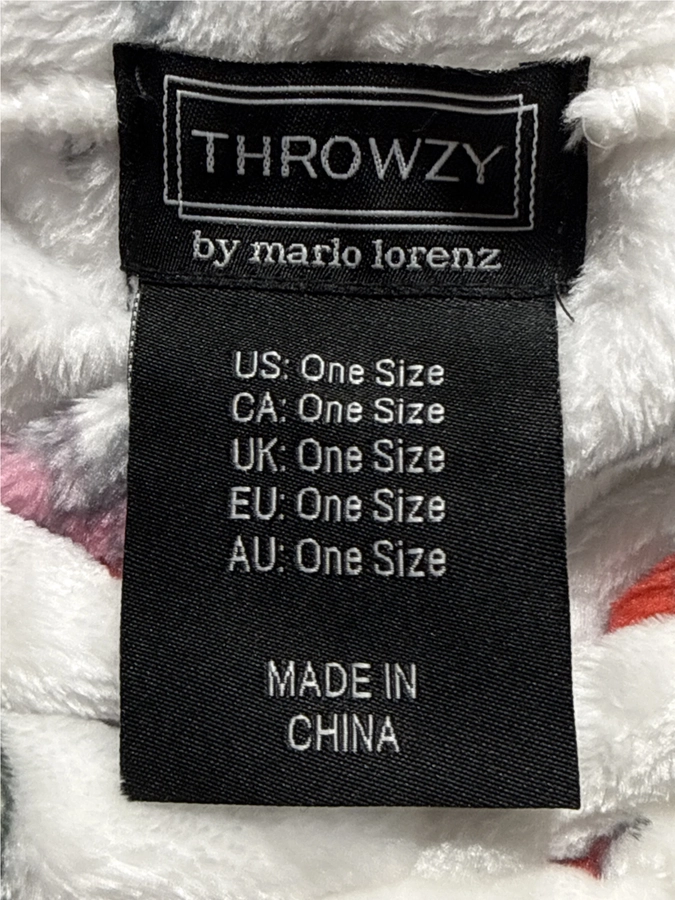 THROWZY
by marlo lorenz
US: One Size
CA: One Size
UK: One Size
EU: One Size
AU: One Size
MADE IN
CHINA